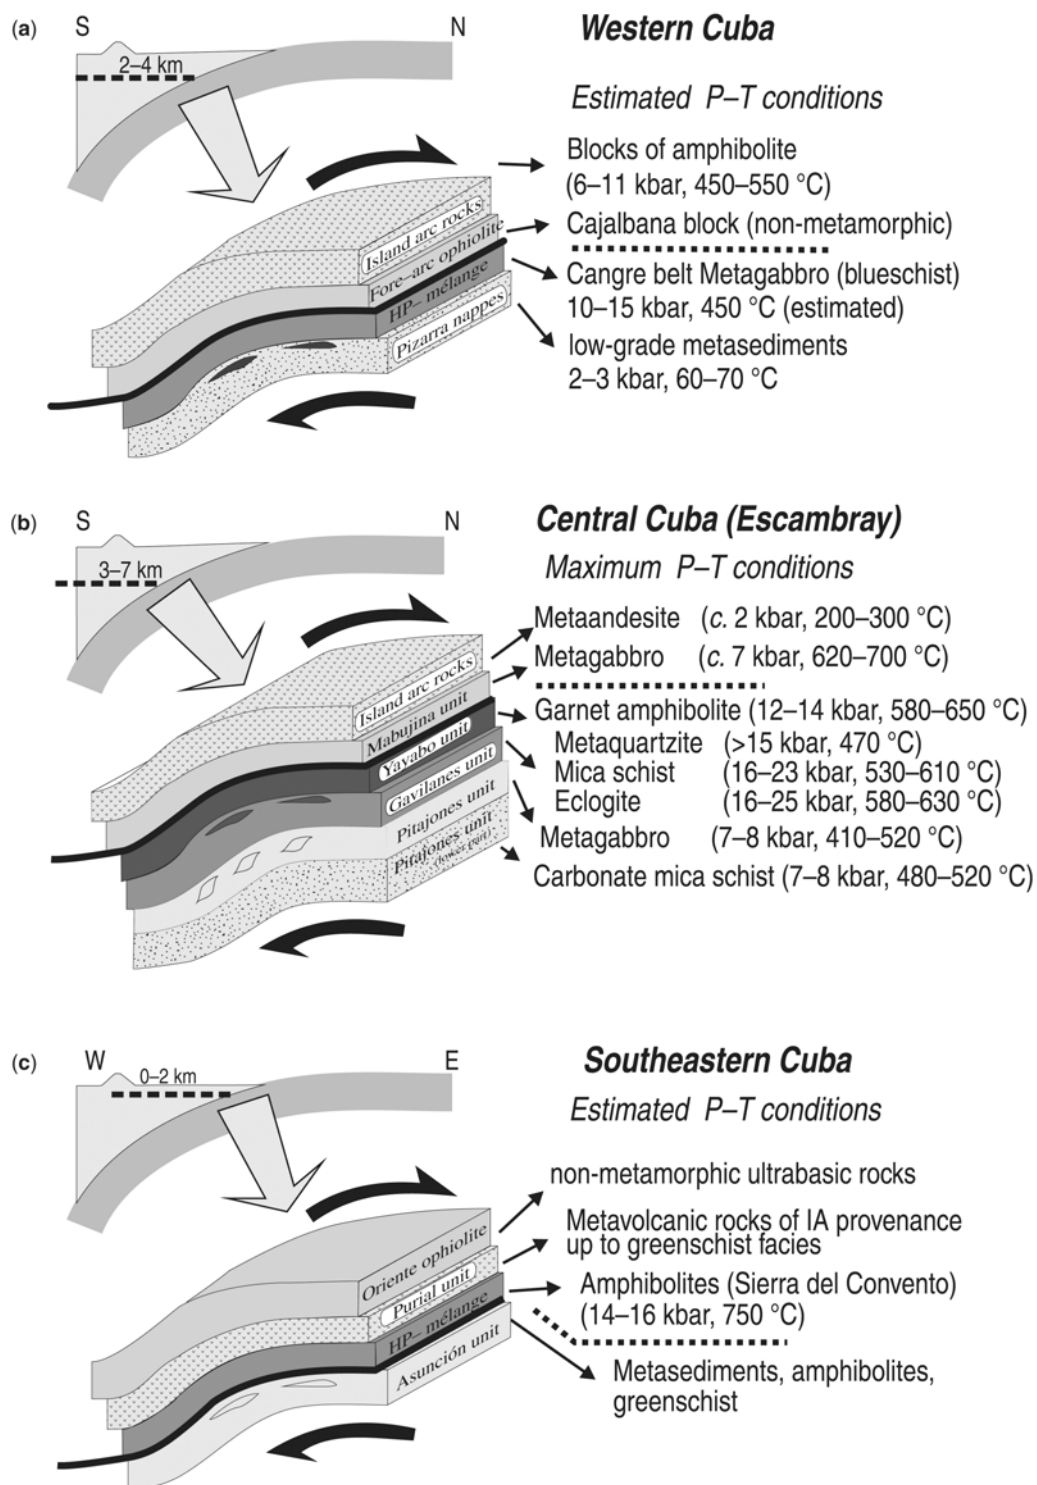 (a) S N Western Cuba
2–4 km
Estimated P–T conditions
Blocks of amphibolite
(6–11 kbar, 450–550 °C)
Island arc rocks
Cajalbana block (non-metamorphic)
Fore–arc ophiolite
Cangre belt Metagabbro (blueschist)
10–15 kbar, 450 °C (estimated)
HP– mélange
low-grade metasediments
2–3 kbar, 60–70 °C
Pizarra nappes
(b) S N Central Cuba (Escambray)
3–7 km
Maximum P–T conditions
Metaandesite (c. 2 kbar, 200–300 °C)
Metagabbro (c. 7 kbar, 620–700 °C)
Island arc rocks
Garnet amphibolite (12–14 kbar, 580–650 °C)
Mabujina unit
Metaquartzite (>15 kbar, 470 °C)
Yayabo unit
Mica schist (16–23 kbar, 530–610 °C)
Eclogite (16–25 kbar, 580–630 °C)
Gavilanes unit
Metagabbro (7–8 kbar, 410–520 °C)
Pitajones unit
Carbonate mica schist (7–8 kbar, 480–520 °C)
Pitajones unit
(lower part)
(c) W E Southeastern Cuba
0–2 km
Estimated P–T conditions
non-metamorphic ultrabasic rocks
Metavolcanic rocks of IA provenance
up to greenschist facies
Oriente ophiolite
Amphibolites (Sierra del Convento)
(14–16 kbar, 750 °C)
Purial unit
HP– mélange
Metasediments, amphibolites,
greenschist
Asunción unit